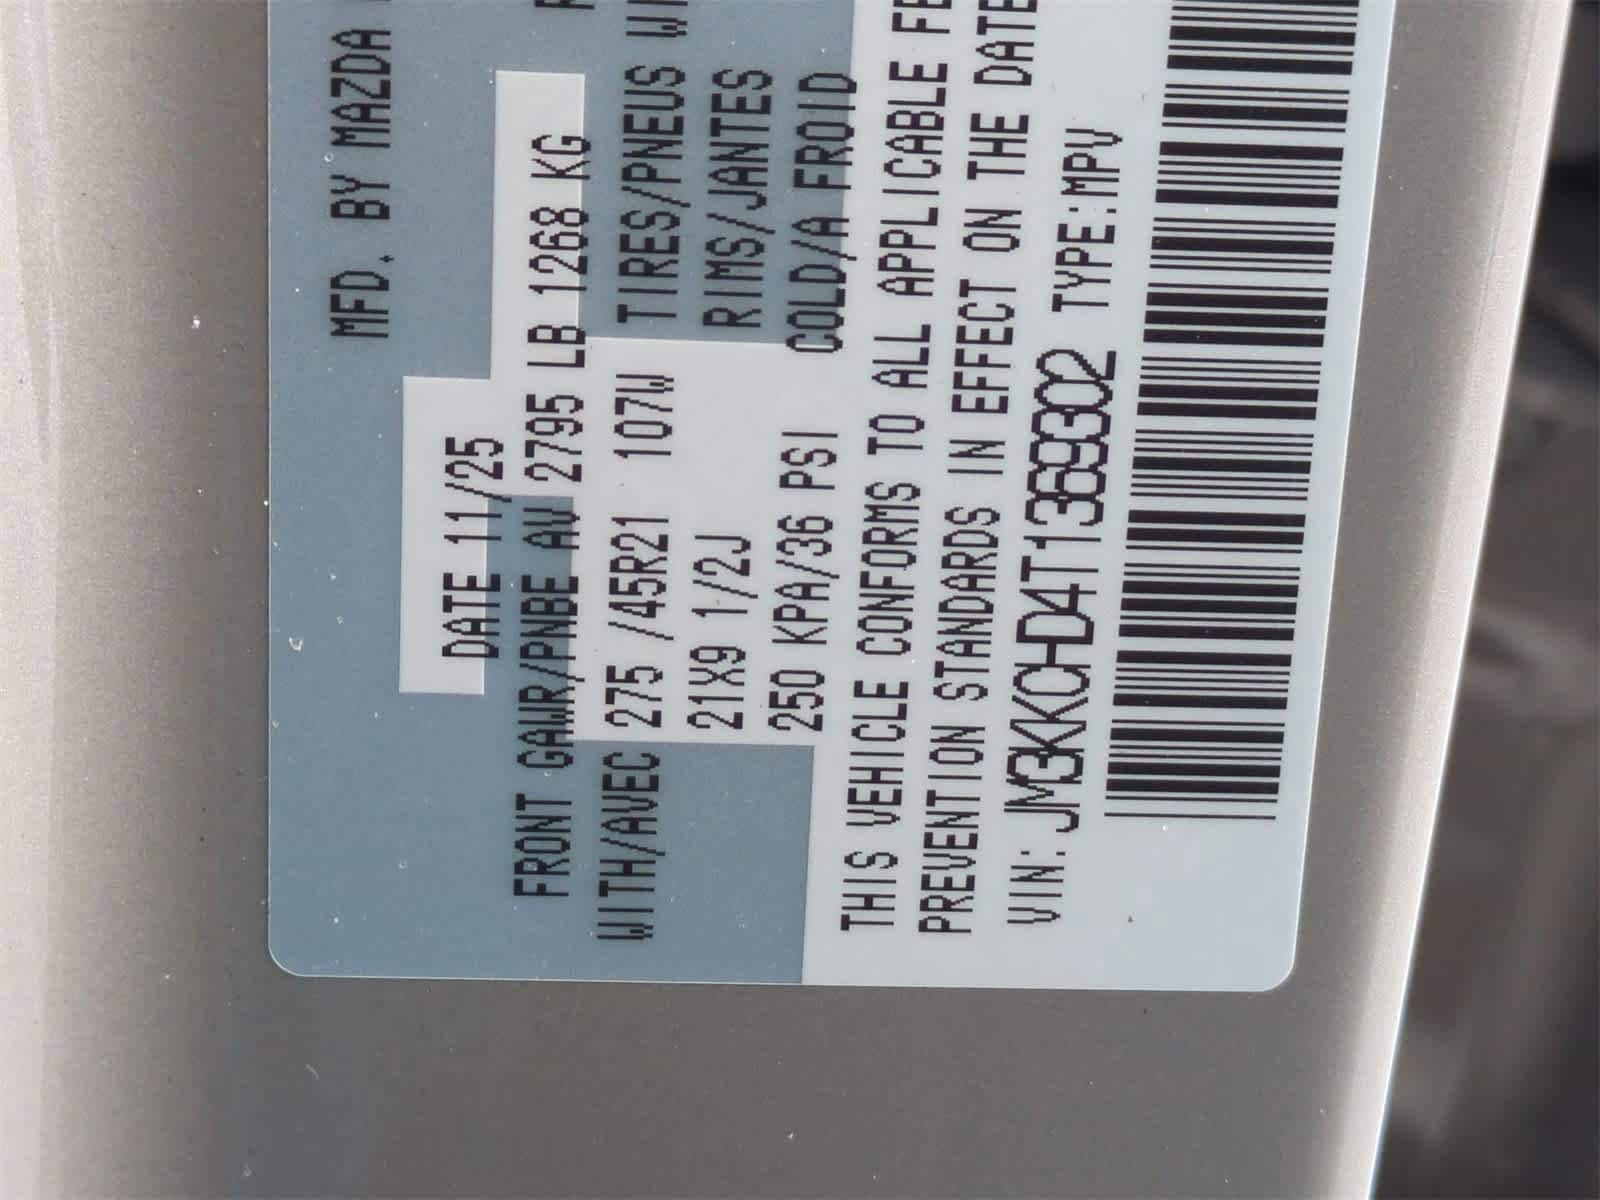 MFD. BY MAZDA
DATE 11/25
FRONT GAWR/PNBE AV 2795 LB 1268 KG
WITH/AVEC 275 /45R21 107W TIRES/PNEUS
21X9 1/2J RIMS/JANTES
250 KPA/36 PSI COLD/A FROID
THIS VEHICLE CONFORMS TO ALL APPLICABLE FE
PREVENTION STANDARDS IN EFFECT ON THE DATE
VIN: JM3KKCHD4T1369302 TYPE:MPV